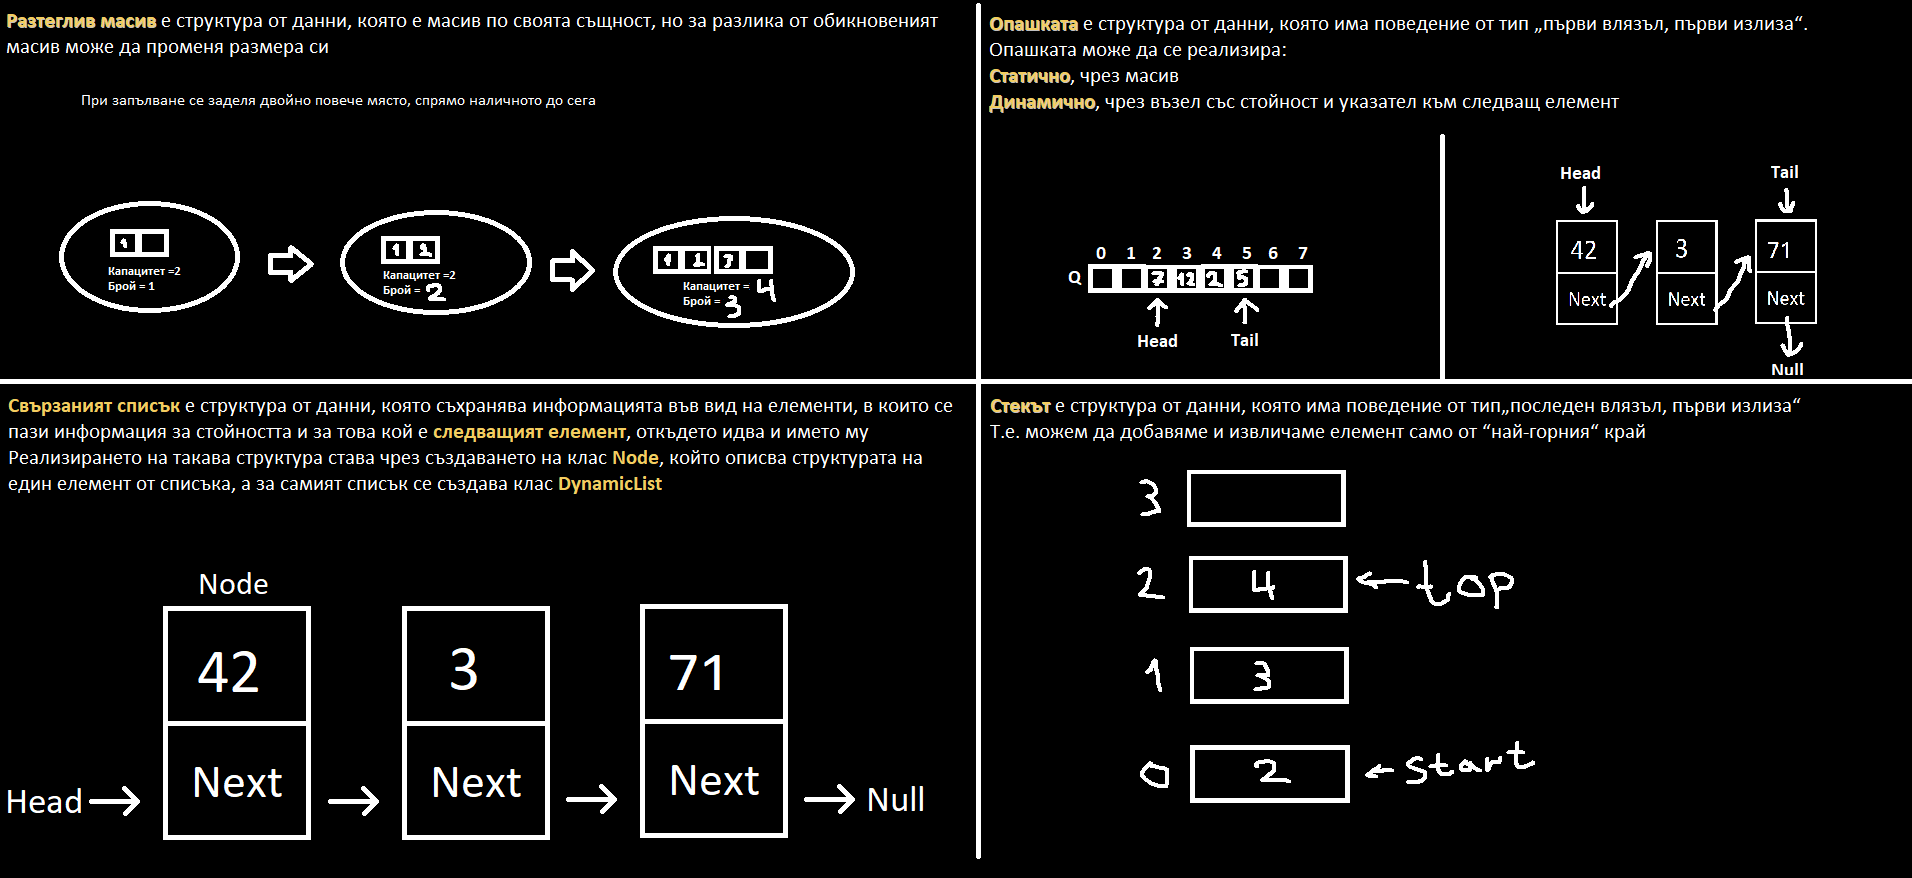 Разтеглив масив е структура от данни, която е масив по своята същност, но за разлика от обикновеният
масив може да променя размера си
При запълване се заделя двойно повече място, спрямо наличното до сега
1
Капацитет =2
Брой = 1
1 2
Капацитет =2
Брой = 2
1 2 3
Капацитет = 4
Брой = 3
Опашката е структура от данни, която има поведение от тип „първи влязъл, първи излиза“.
Опашката може да се реализира:
Статично, чрез масив
Динамично, чрез възел със стойност и указател към следващ елемент
0 1 2 3 4 5 6 7
Q 7 12 2 5
Head Tail
Head Tail
42 3 71
Next Next Next
Null
Свързаният списък е структура от данни, която съхранява информацията във вид на елементи, в които се
пази информация за стойността и за това кой е следващият елемент, откъдето идва и името му
Реализирането на такава структура става чрез създаването на клас Node, който описва структурата на
един елемент от списъка, а за самият списък се създава клас DynamicList
Node
42 3 71
Head Next Next Next Null
Стекът е структура от данни, която има поведение от тип„последен влязъл, първи излиза“
Т.е. можем да добавяме и извличаме елемент само от “най-горния“ край
3
2 4 top
1 3
0 2 start